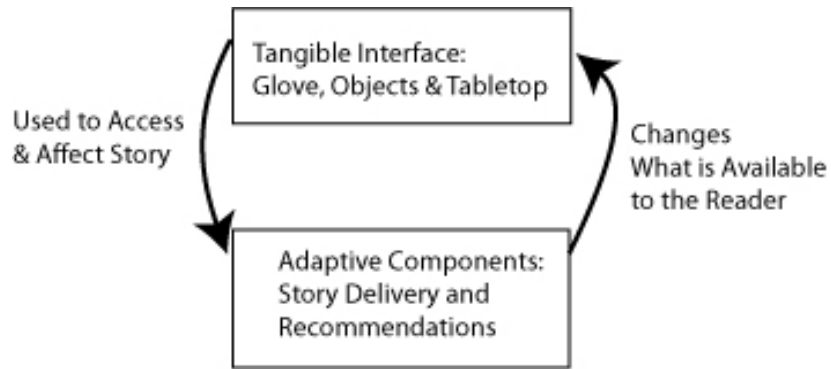 Tangible Interface:
Glove, Objects & Tabletop
Used to Access
& Affect Story
Changes
What is Available
to the Reader
Adaptive Components:
Story Delivery and
Recommendations